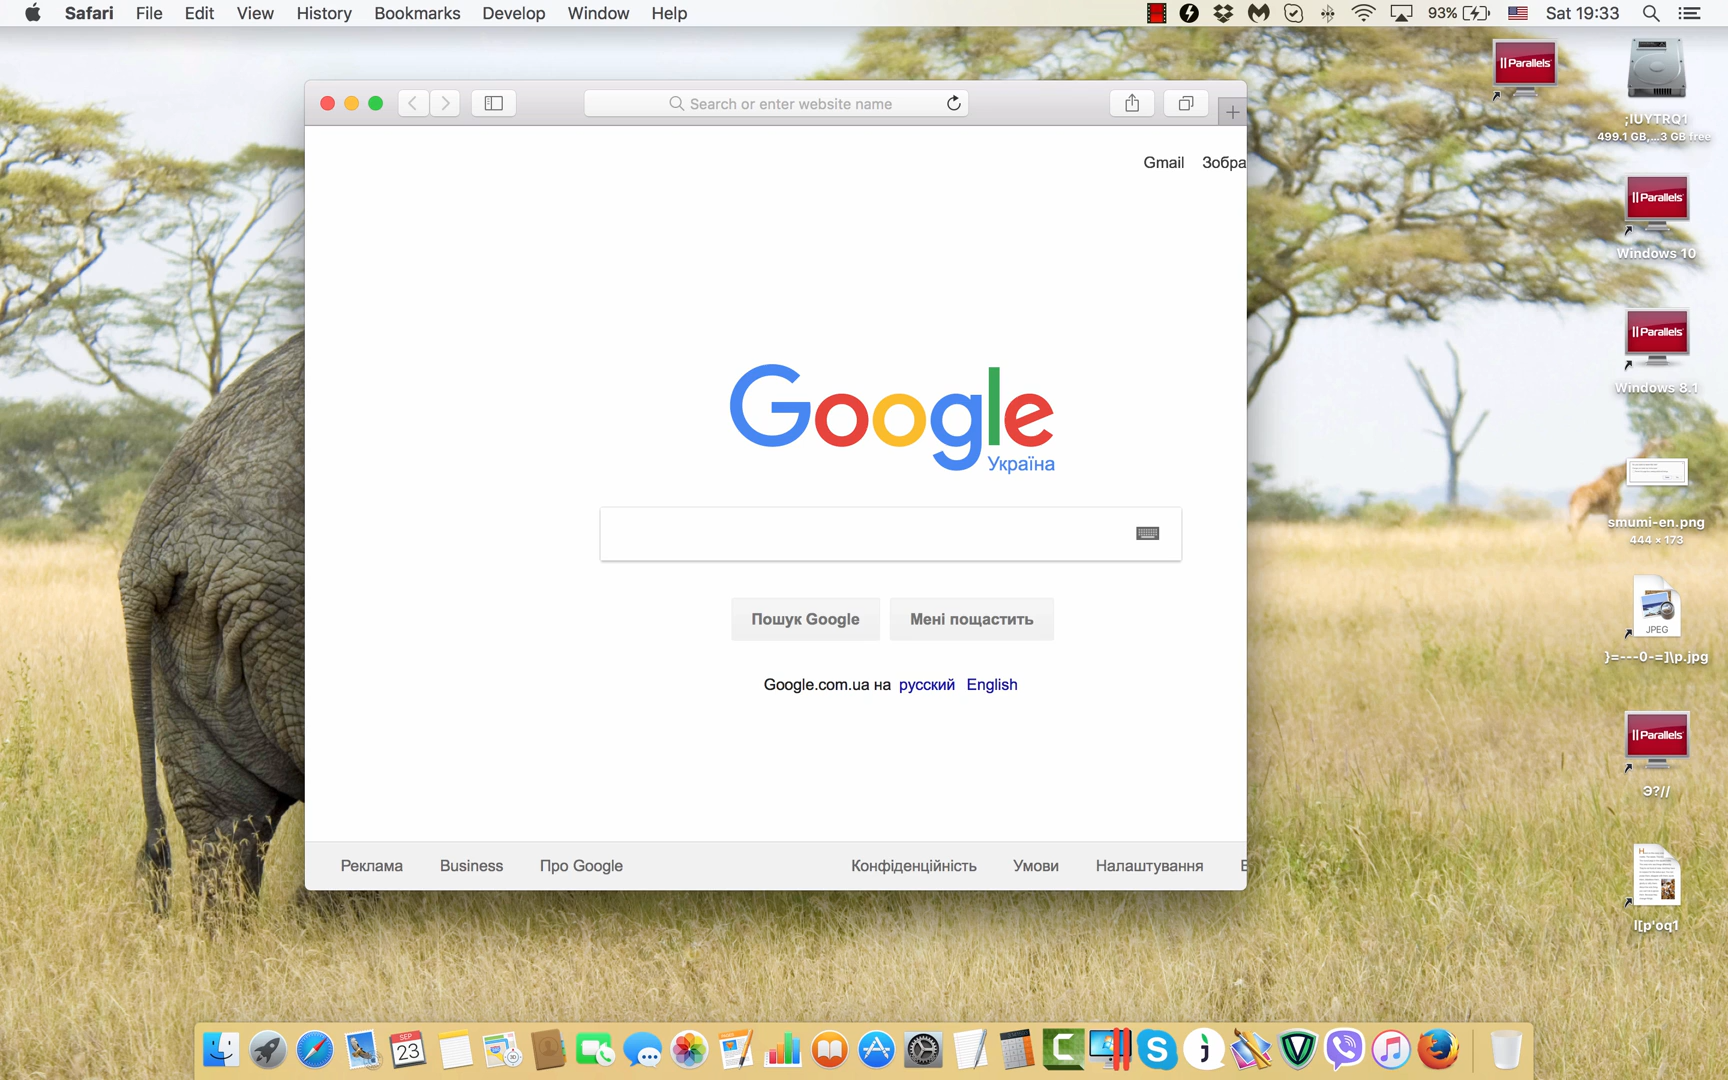 Safari File Edit View History Bookmarks Develop Window Help 93% Sat 19:33
Search or enter website name
Gmail Зобра
Google
Україна
Пошук Google Мені пощастить
Google.com.ua на русский English
Реклама Business Про Google Конфіденційність Умови Налаштування
Parallels
;IUYTRQ1
499.1 GB,...3 GB free
Parallels
Windows 10
Parallels
Windows 8.1
smumi-en.png
444 × 173
JPEG
}=---0-=]\p.jpg
Parallels
Э?//
I[p'oq1
SEP
23